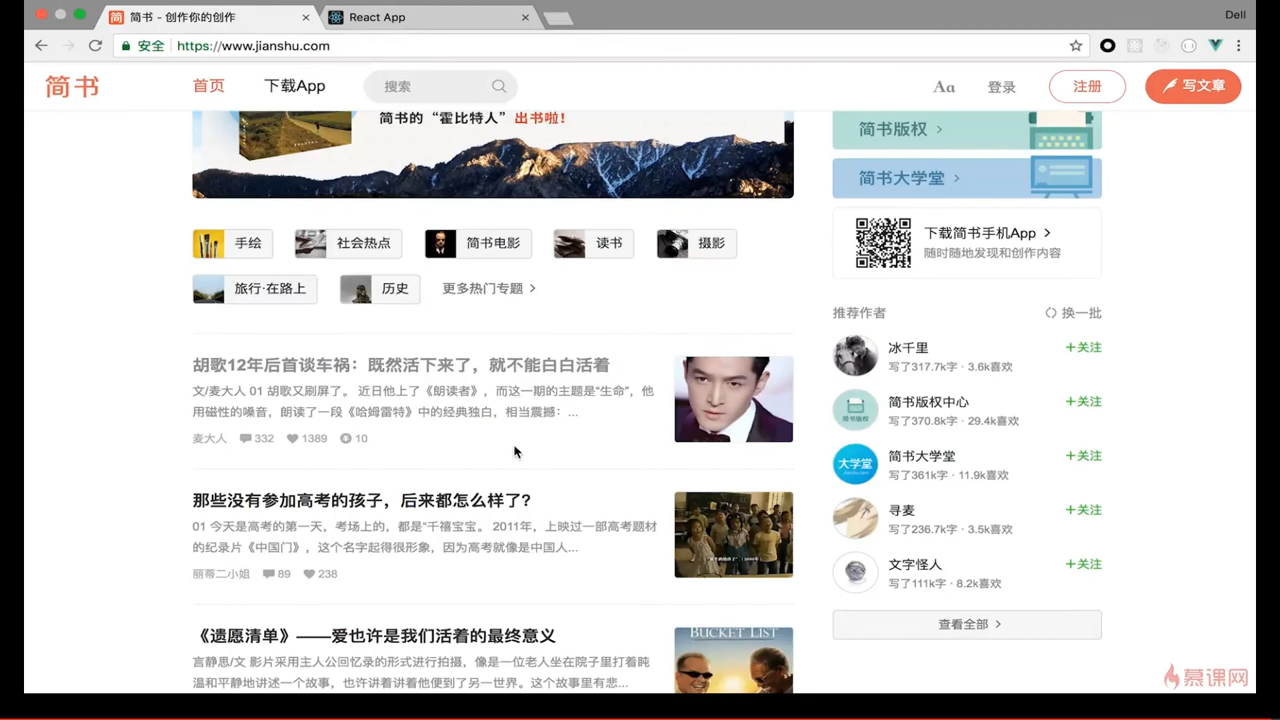 简书 - 创作你的创作
React App
Dell
安全
https://www.jianshu.com
简书
首页
下载App
搜索
Aa
登录
注册
写文章
简书的“霍比特人”出书啦！
简书版权
简书大学堂
下载简书手机App
随时随地发现和创作内容
手绘
社会热点
简书电影
读书
摄影
旅行·在路上
历史
更多热门专题
推荐作者
换一批
胡歌12年后首谈车祸：既然活下来了，就不能白白活着
文/麦大人 01 胡歌又刷屏了。 近日他上了《朗读者》，而这一期的主题是“生命”，他
用磁性的嗓音，朗读了一段《哈姆雷特》中的经典独白，相当震撼：...
麦大人 332 1389 10
那些没有参加高考的孩子，后来都怎么样了？
01 今天是高考的第一天，考场上的，都是“千禧宝宝。 2011年，上映过一部高考题材
的纪录片《中国门》，这个名字起得很形象，因为高考就像是中国人...
丽蒂二小姐 89 238
《遗愿清单》——爱也许是我们活着的最终意义
言静思/文 影片采用主人公回忆录的形式进行拍摄，像是一位老人坐在院子里打着盹
温和平静地讲述一个故事，也许讲着讲着他便到了另一世界。这个故事里有悲...
BUCKET LIST
冰千里
+关注
写了317.7k字 · 3.6k喜欢
简书版权中心
+关注
写了370.8k字 · 29.4k喜欢
简书版权
简书大学堂
+关注
写了361k字 · 11.9k喜欢
大学堂
寻麦
+关注
写了236.7k字 · 3.5k喜欢
文字怪人
+关注
写了111k字 · 8.2k喜欢
查看全部
慕课网